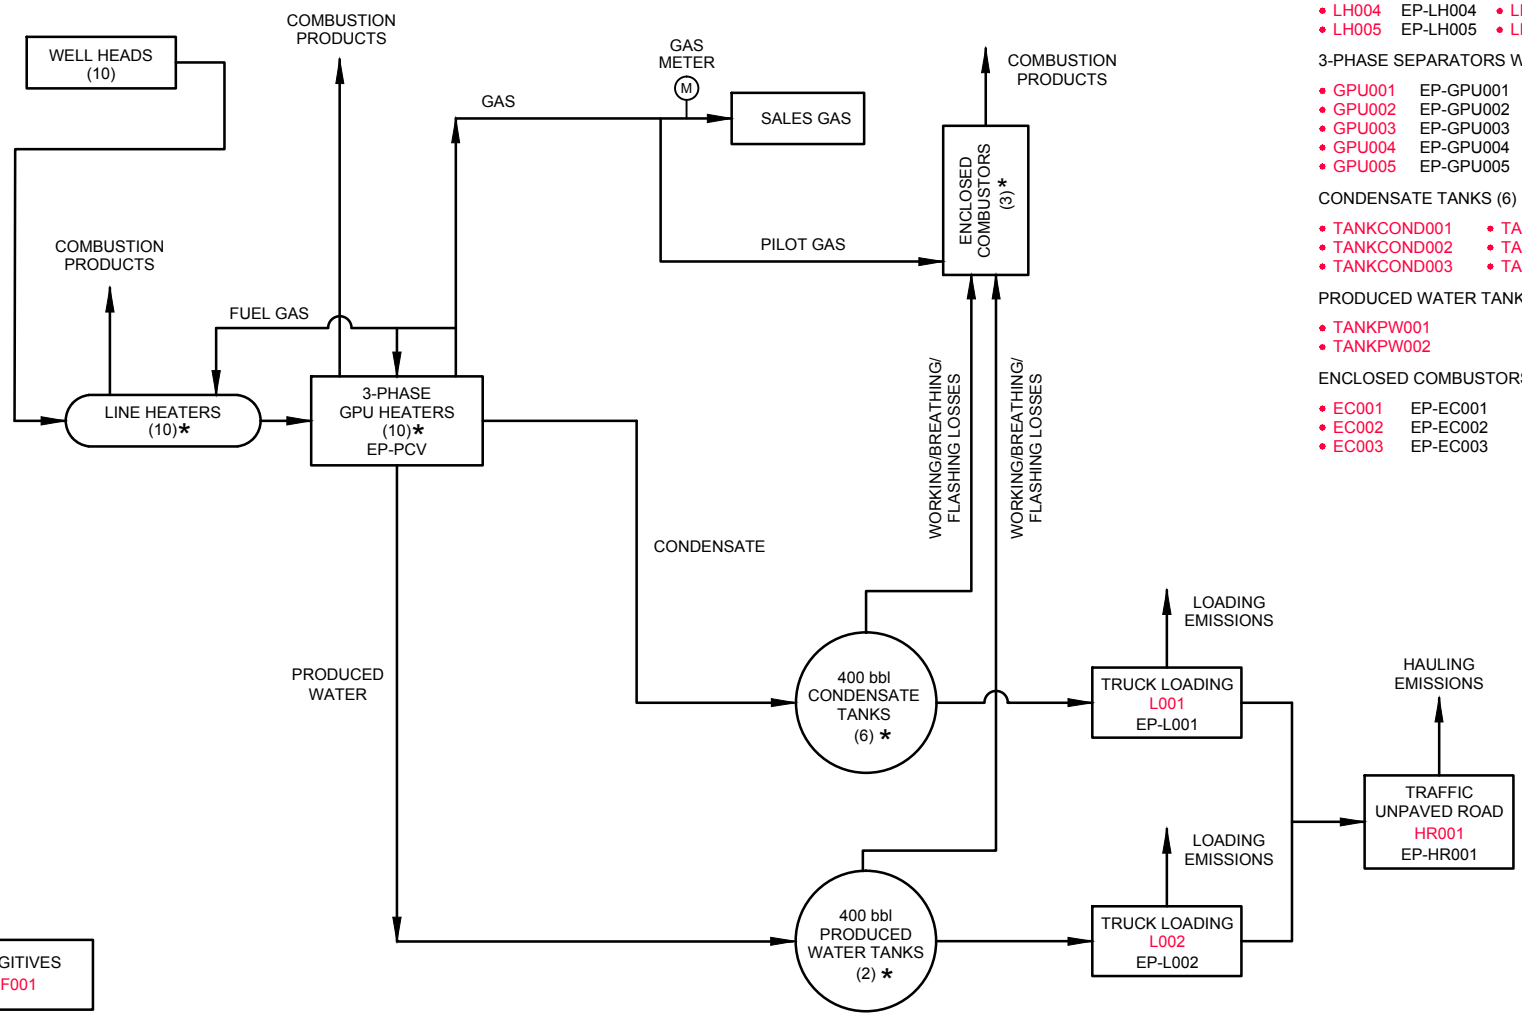 COMBUSTION
PRODUCTS
WELL HEADS
(10)
GAS
METER
M
GAS
SALES GAS
COMBUSTION
PRODUCTS
ENCLOSED
COMBUSTORS
(3)*
PILOT GAS
COMBUSTION
PRODUCTS
FUEL GAS
LINE HEATERS
(10)*
3-PHASE
GPU HEATERS
(10)*
EP-PCV
WORKING/BREATHING/
FLASHING LOSSES
WORKING/BREATHING/
FLASHING LOSSES
CONDENSATE
PRODUCED
WATER
400 bbl
CONDENSATE
TANKS
(6) *
LOADING
EMISSIONS
TRUCK LOADING
L001
EP-L001
HAULING
EMISSIONS
TRAFFIC
UNPAVED ROAD
HR001
EP-HR001
400 bbl
PRODUCED
WATER TANKS
(2) *
LOADING
EMISSIONS
TRUCK LOADING
L002
EP-L002
GITIVES
F001
• LH004 EP-LH004 •
• LH005 EP-LH005 •
3-PHASE SEPARATORS
• GPU001 EP-GPU001
• GPU002 EP-GPU002
• GPU003 EP-GPU003
• GPU004 EP-GPU004
• GPU005 EP-GPU005
CONDENSATE TANKS (6)
• TANKCOND001 • TA
• TANKCOND002 • TA
• TANKCOND003 • TA
PRODUCED WATER TANK
• TANKPW001
• TANKPW002
ENCLOSED COMBUSTORS
• EC001 EP-EC001
• EC002 EP-EC002
• EC003 EP-EC003